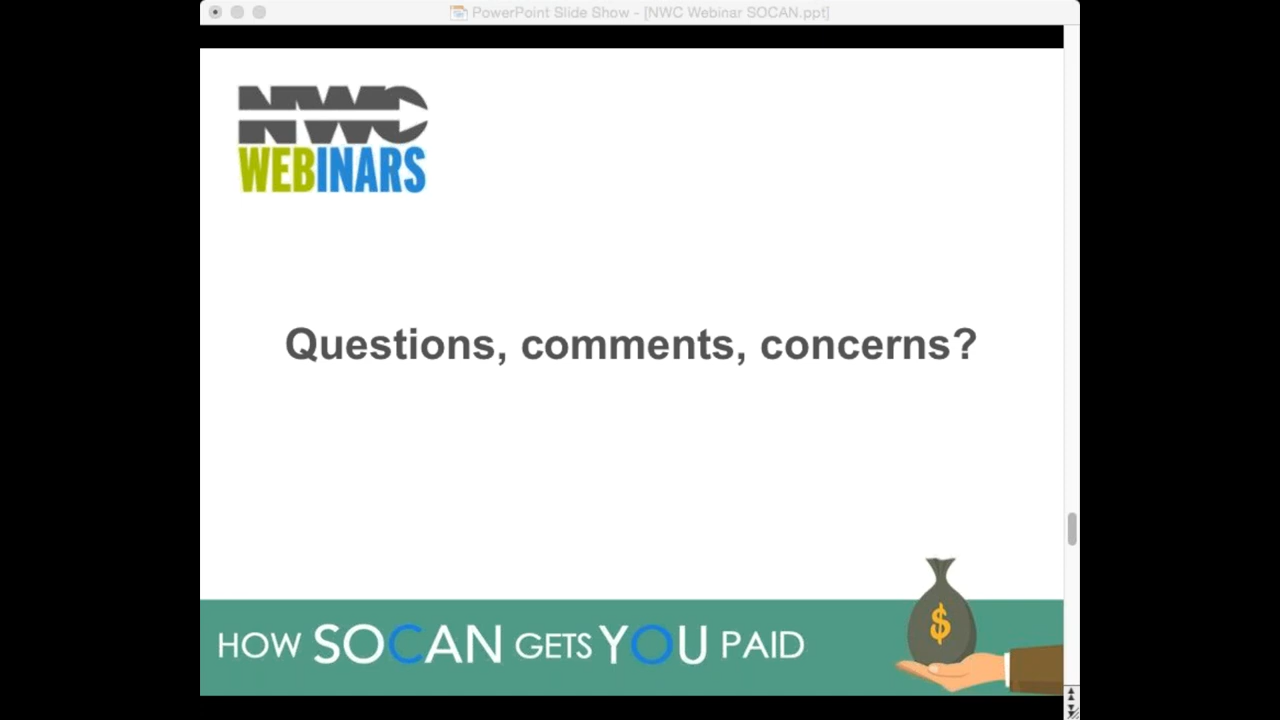 PowerPoint Slide Show - [NWC Webinar SOCAN.ppt]
NWC
WEBINARS
Questions, comments, concerns?
HOW SOCAN GETS YOU PAID
$